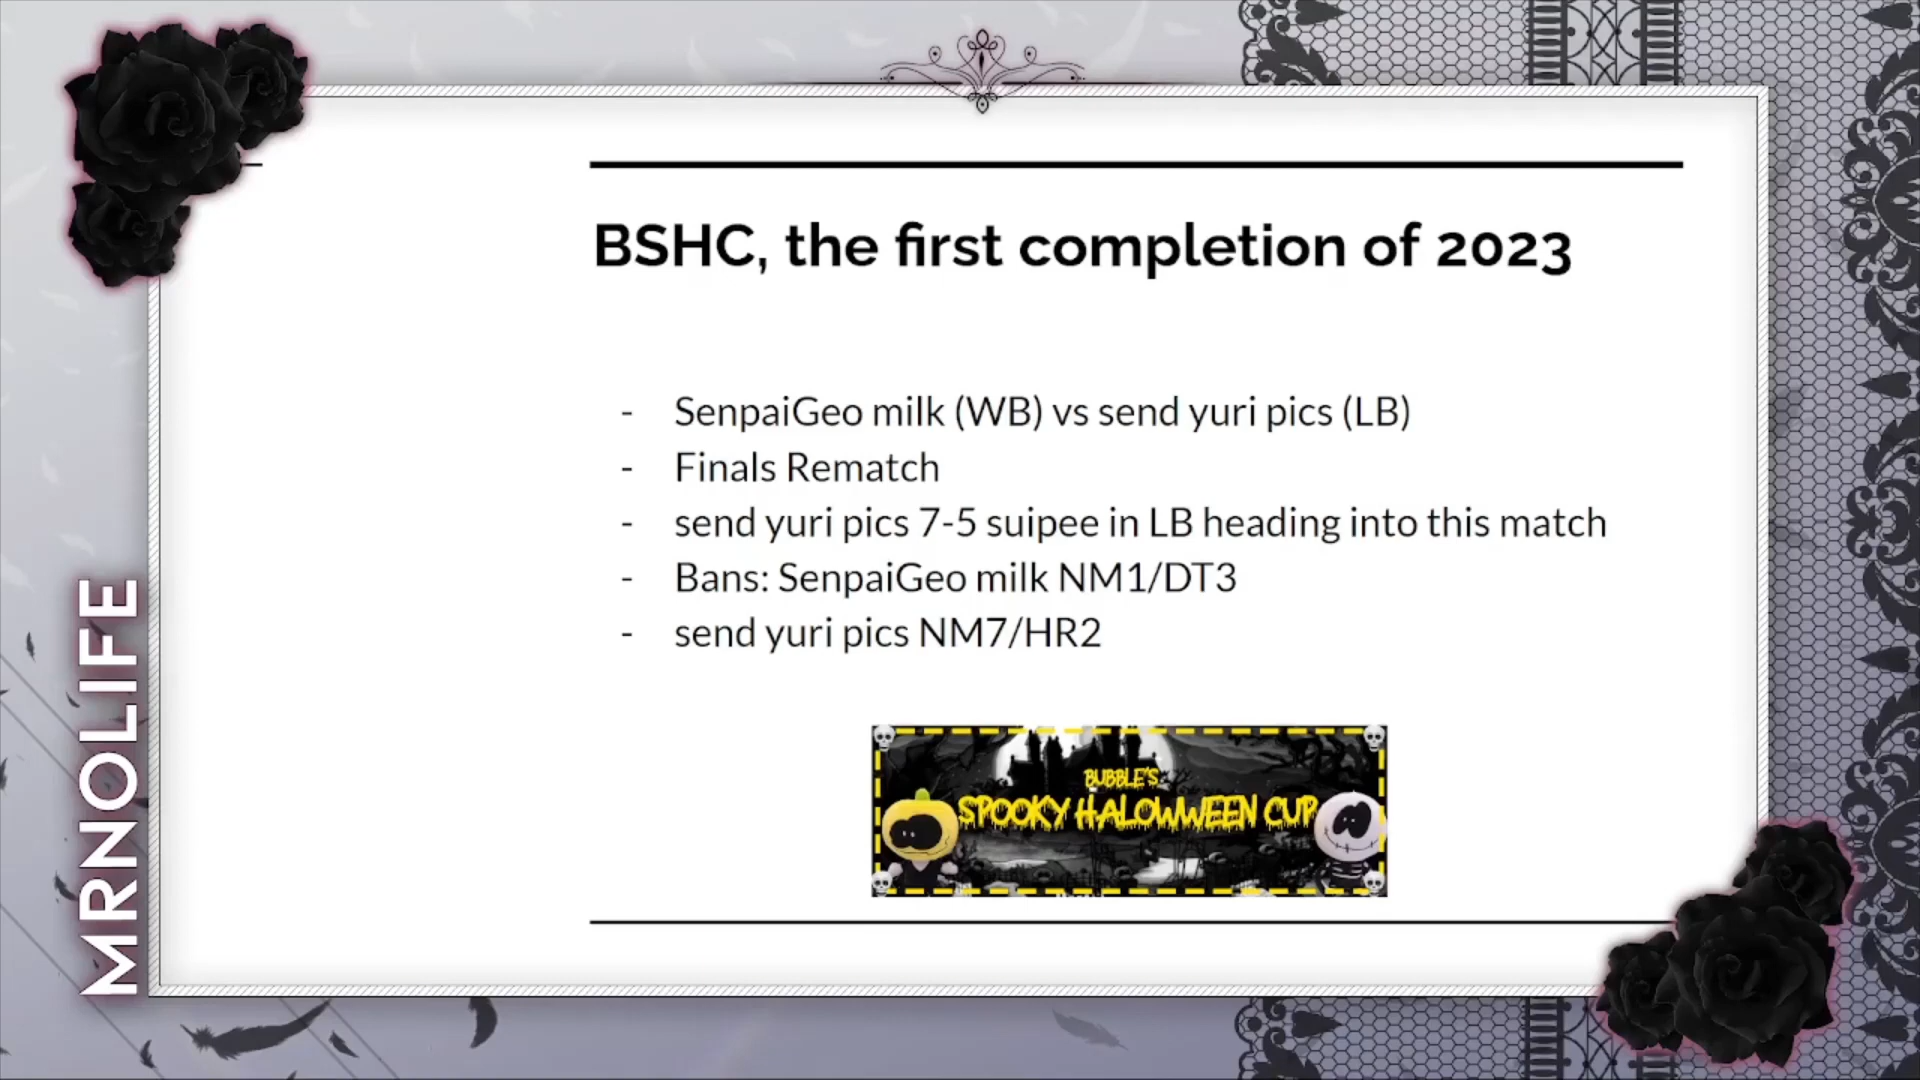 BSHC, the first completion of 2023
- SenpaiGeo milk (WB) vs send yuri pics (LB)
- Finals Rematch
- send yuri pics 7-5 suipee in LB heading into this match
- Bans: SenpaiGeo milk NM1/DT3
- send yuri pics NM7/HR2
BUBBLE'S
SPOOKY HALOWWEEN CUP
MRNOLIFE